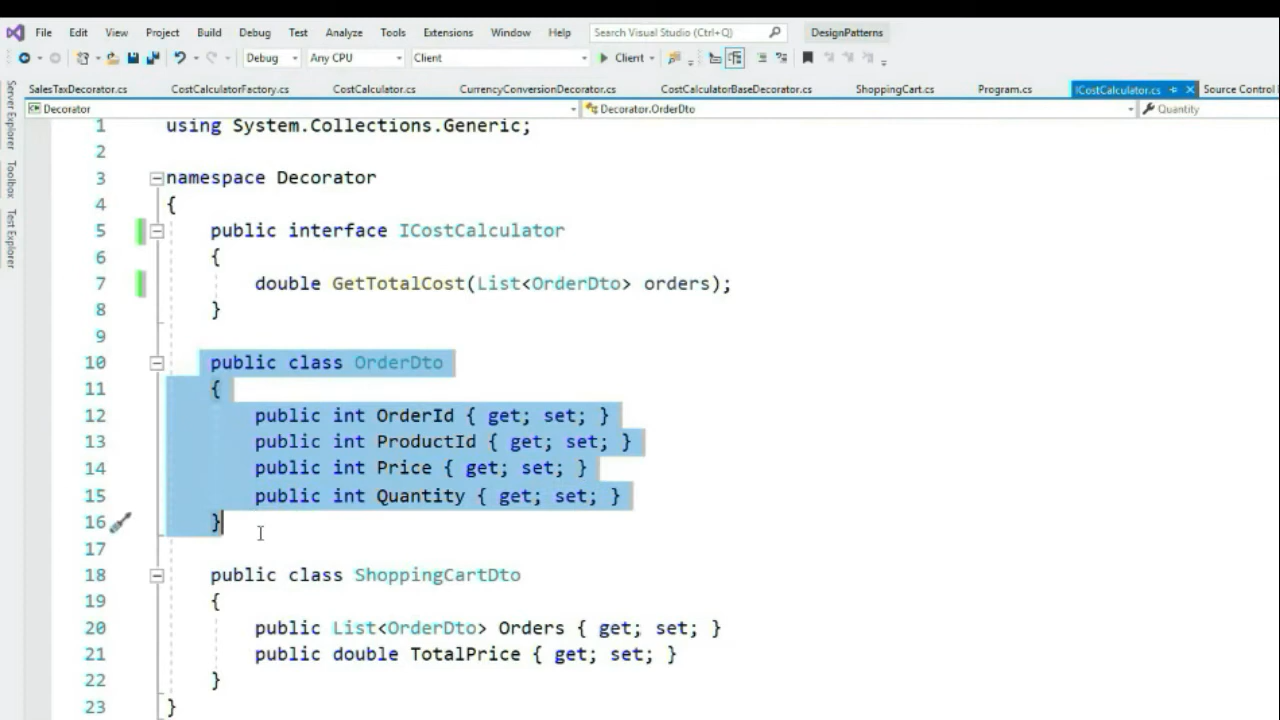 File Edit View Project Build Debug Test Analyze Tools Extensions Window Help Search Visual Studio (Ctrl+Q) DesignPatterns
Debug Any CPU Client Client
SalesTaxDecorator.cs CostCalculatorFactory.cs CostCalculator.cs CurrencyConversionDecorator.cs CostCalculatorBaseDecorator.cs ShoppingCart.cs Program.cs ICostCalculator.cs Source Control
Decorator Decorator.OrderDto Quantity
Server Explorer
Toolbox
Test Explorer
1 using System.Collections.Generic;
2
3 namespace Decorator
4 {
5 public interface ICostCalculator
6 {
7 double GetTotalCost(List<OrderDto> orders);
8 }
9
10 public class OrderDto
11 {
12 public int OrderId { get; set; }
13 public int ProductId { get; set; }
14 public int Price { get; set; }
15 public int Quantity { get; set; }
16 }
17
18 public class ShoppingCartDto
19 {
20 public List<OrderDto> Orders { get; set; }
21 public double TotalPrice { get; set; }
22 }
23 }